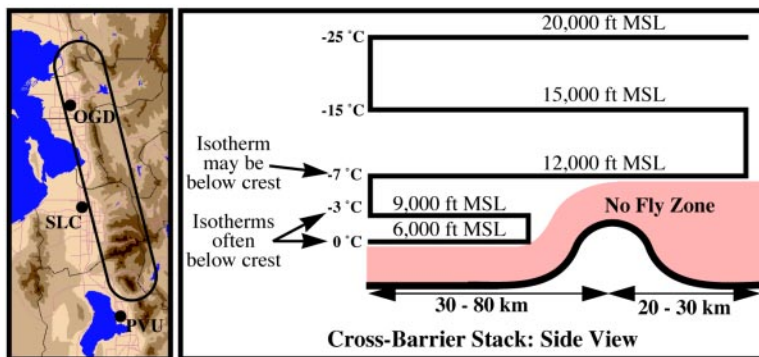 OGD
SLC
PVU
20,000 ft MSL
-25 °C
15,000 ft MSL
-15 °C
Isotherm
may be
below crest
12,000 ft MSL
-7 °C
No Fly Zone
-3 °C
9,000 ft MSL
Isotherms
often
below crest
6,000 ft MSL
0 °C
30 - 80 km
20 - 30 km
Cross-Barrier Stack: Side View